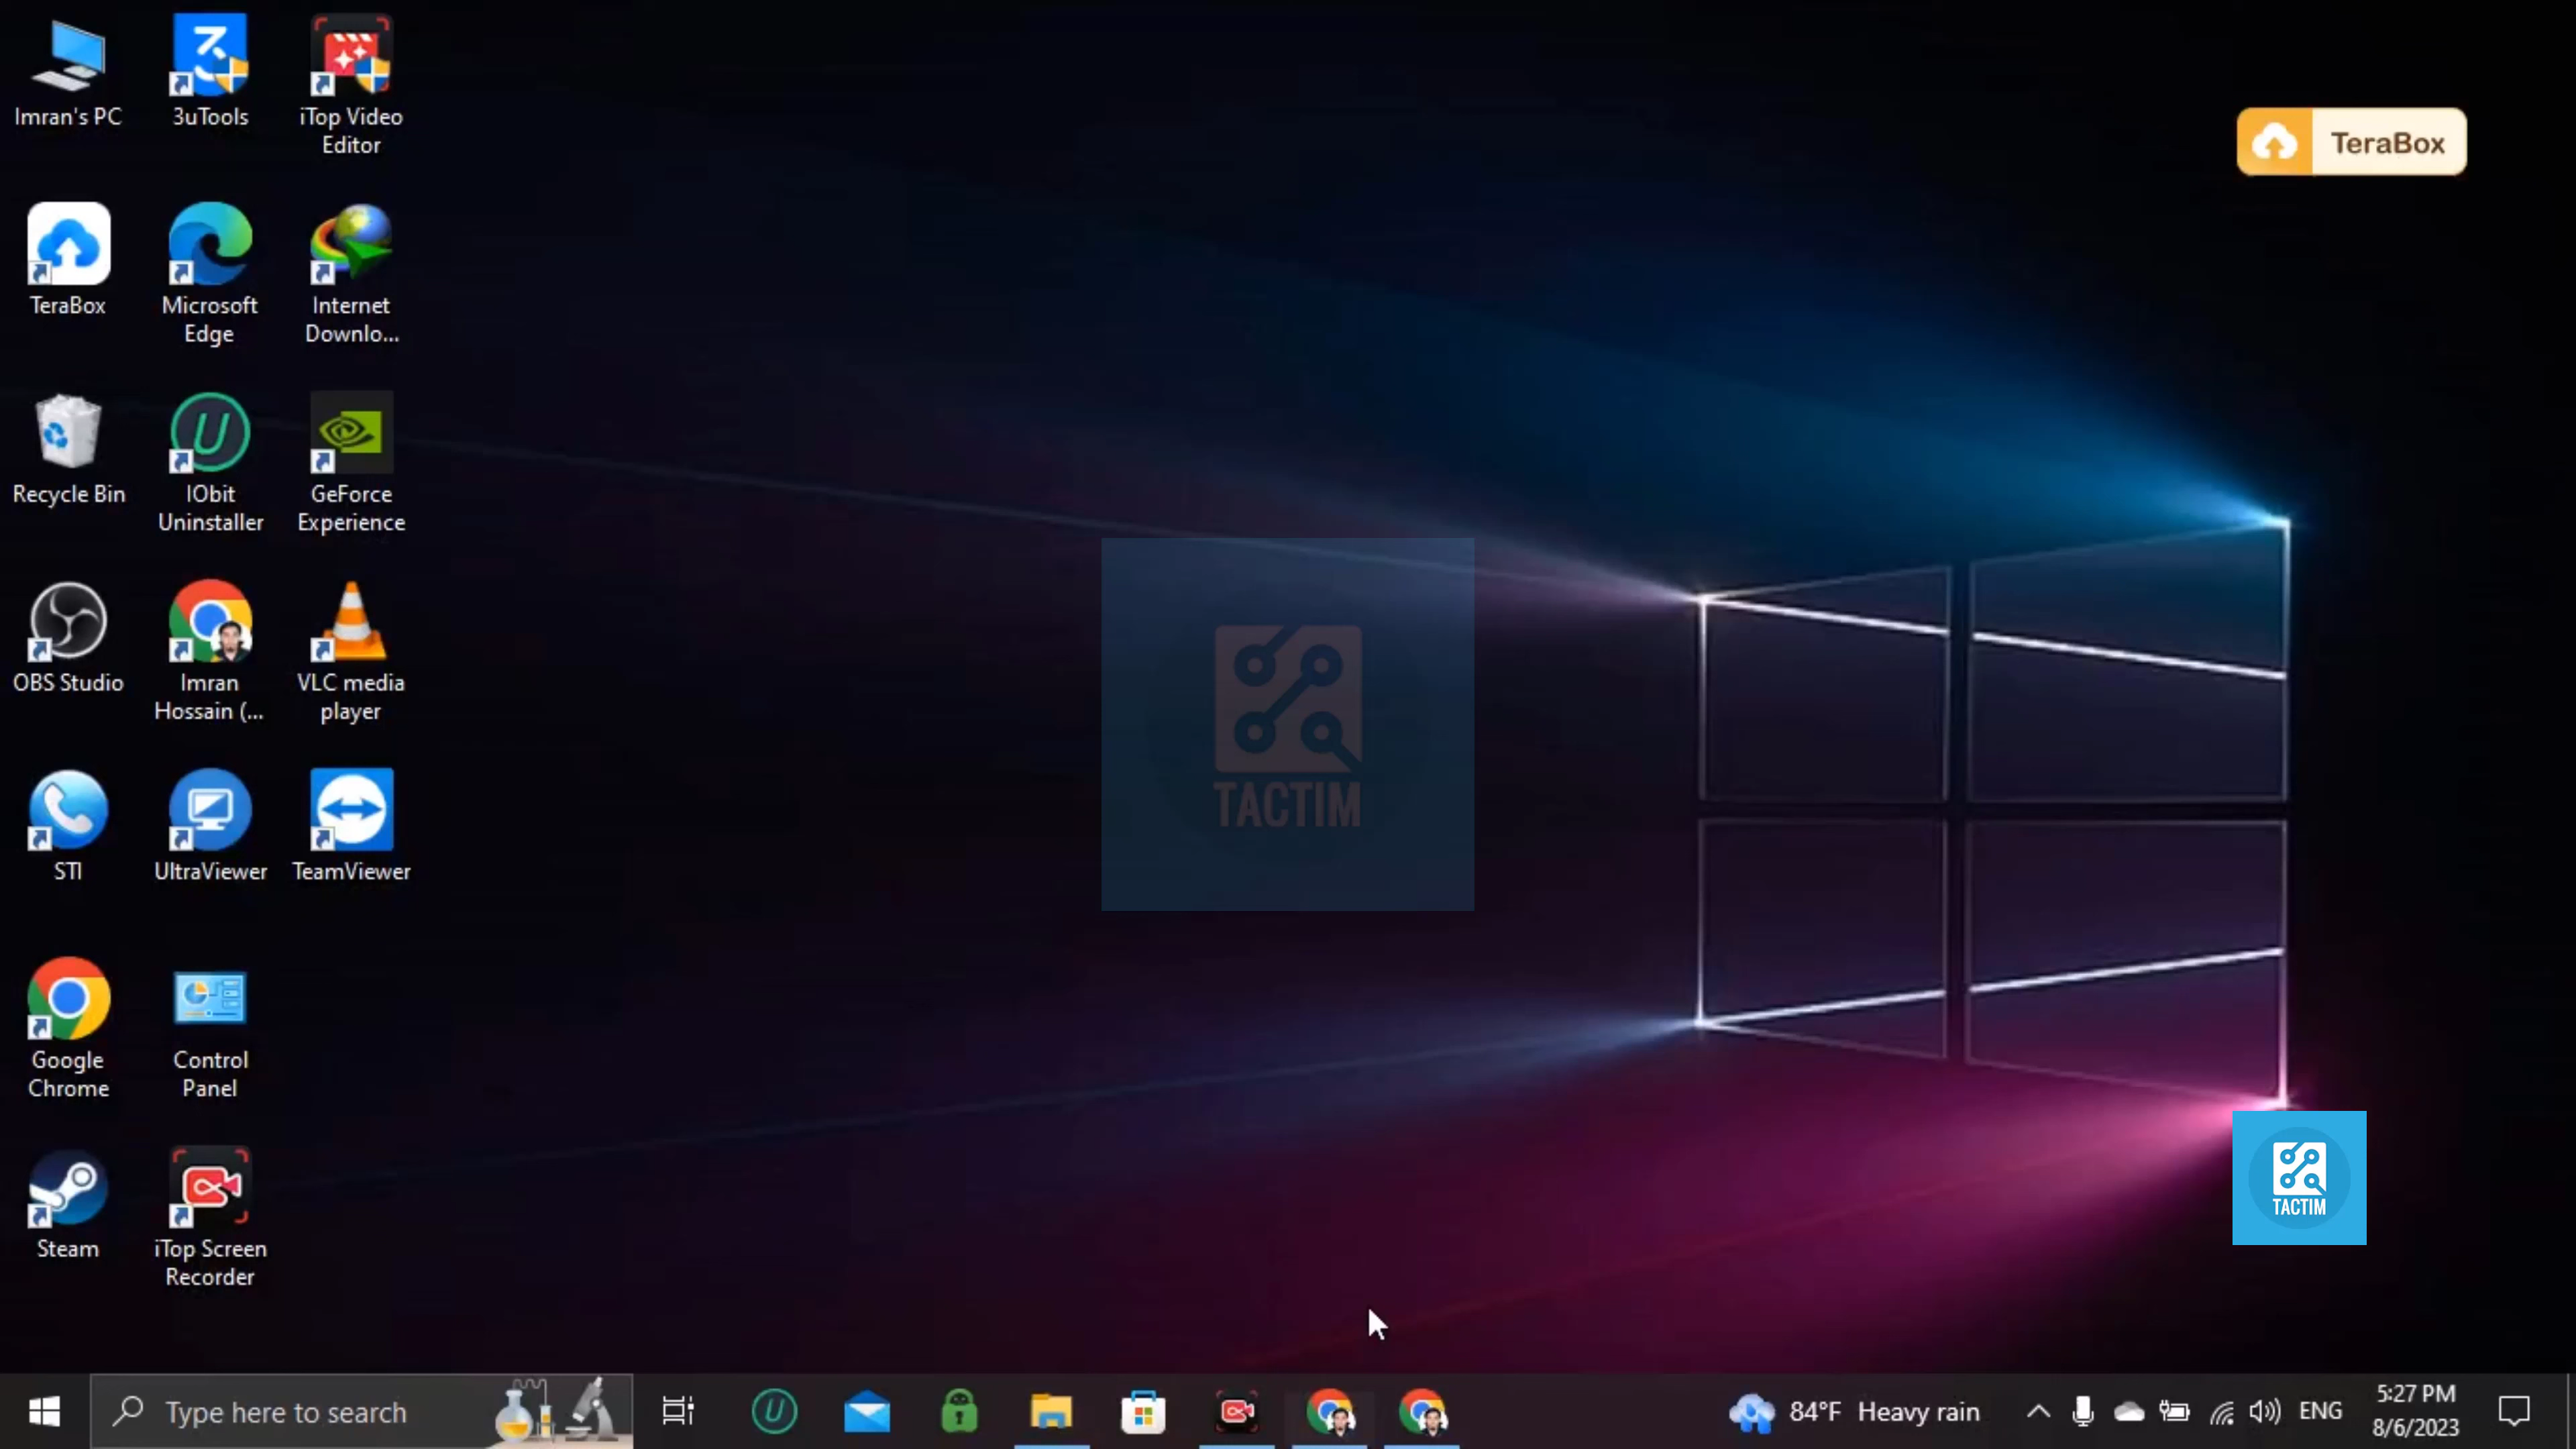 Imran's PC
3uTools
iTop Video
Editor
TeraBox
TeraBox
Microsoft
Edge
Internet
Downlo...
Recycle Bin
IObit
Uninstaller
GeForce
Experience
OBS Studio
Imran
Hossain (...
VLC media
player
TACTIM
STI
UltraViewer
TeamViewer
Google
Chrome
Control
Panel
TACTIM
Steam
iTop Screen
Recorder
Type here to search
84°F Heavy rain
ENG
5:27 PM
8/6/2023